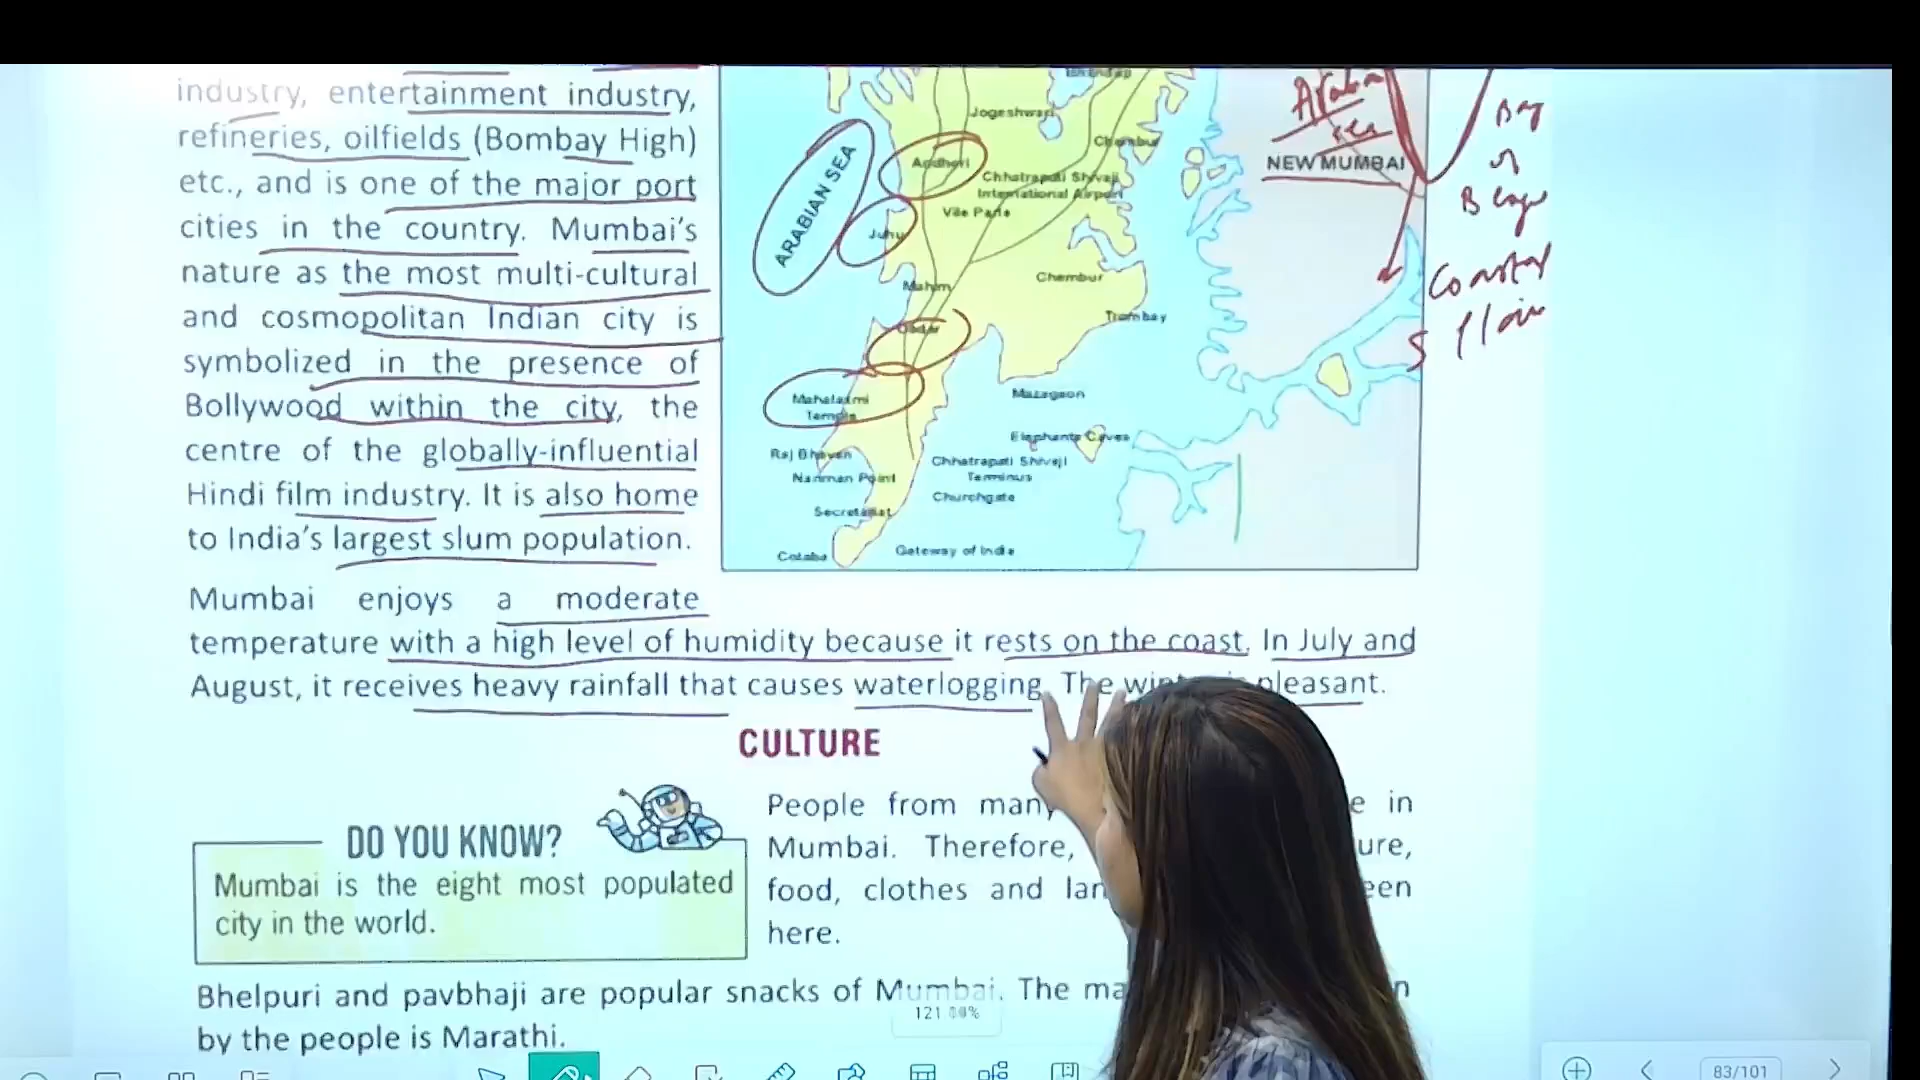 industry, entertainment industry,
refineries, oilfields (Bombay High)
etc., and is one of the major port
cities in the country. Mumbai's
nature as the most multi-cultural
and cosmopolitan Indian city is
symbolized in the presence of
Bollywood within the city, the
centre of the globally-influential
Hindi film industry. It is also home
to India's largest slum population.
Mumbai enjoys a moderate
temperature with a high level of humidity because it rests on the coast. In July and
August, it receives heavy rainfall that causes waterlogging. The pleasant.
Jogeshwari
Chembur
ARABIAN SEA
Andheri
Chhatrapati Shivaji
International Airport
Vile Parle
Juhu
Mahim
Chembur
Dadar
Trombay
Mahalaxmi
Temple
Mazagaon
Elephanta Caves
Raj Bhavan
Chhatrapati Shivaji
Terminus
Nariman Point
Churchgate
Secretariat
Colaba
Gateway of India
NEW MUMBAI
Sea
Bay
of
Coastal
CULTURE
DO YOU KNOW?
Mumbai is the eight most populated
city in the world.
People from many in
Mumbai. Therefore,
food, clothes and
here.
Bhelpuri and pavbhaji are popular snacks of Mumbai. The
by the people is Marathi.
83/101